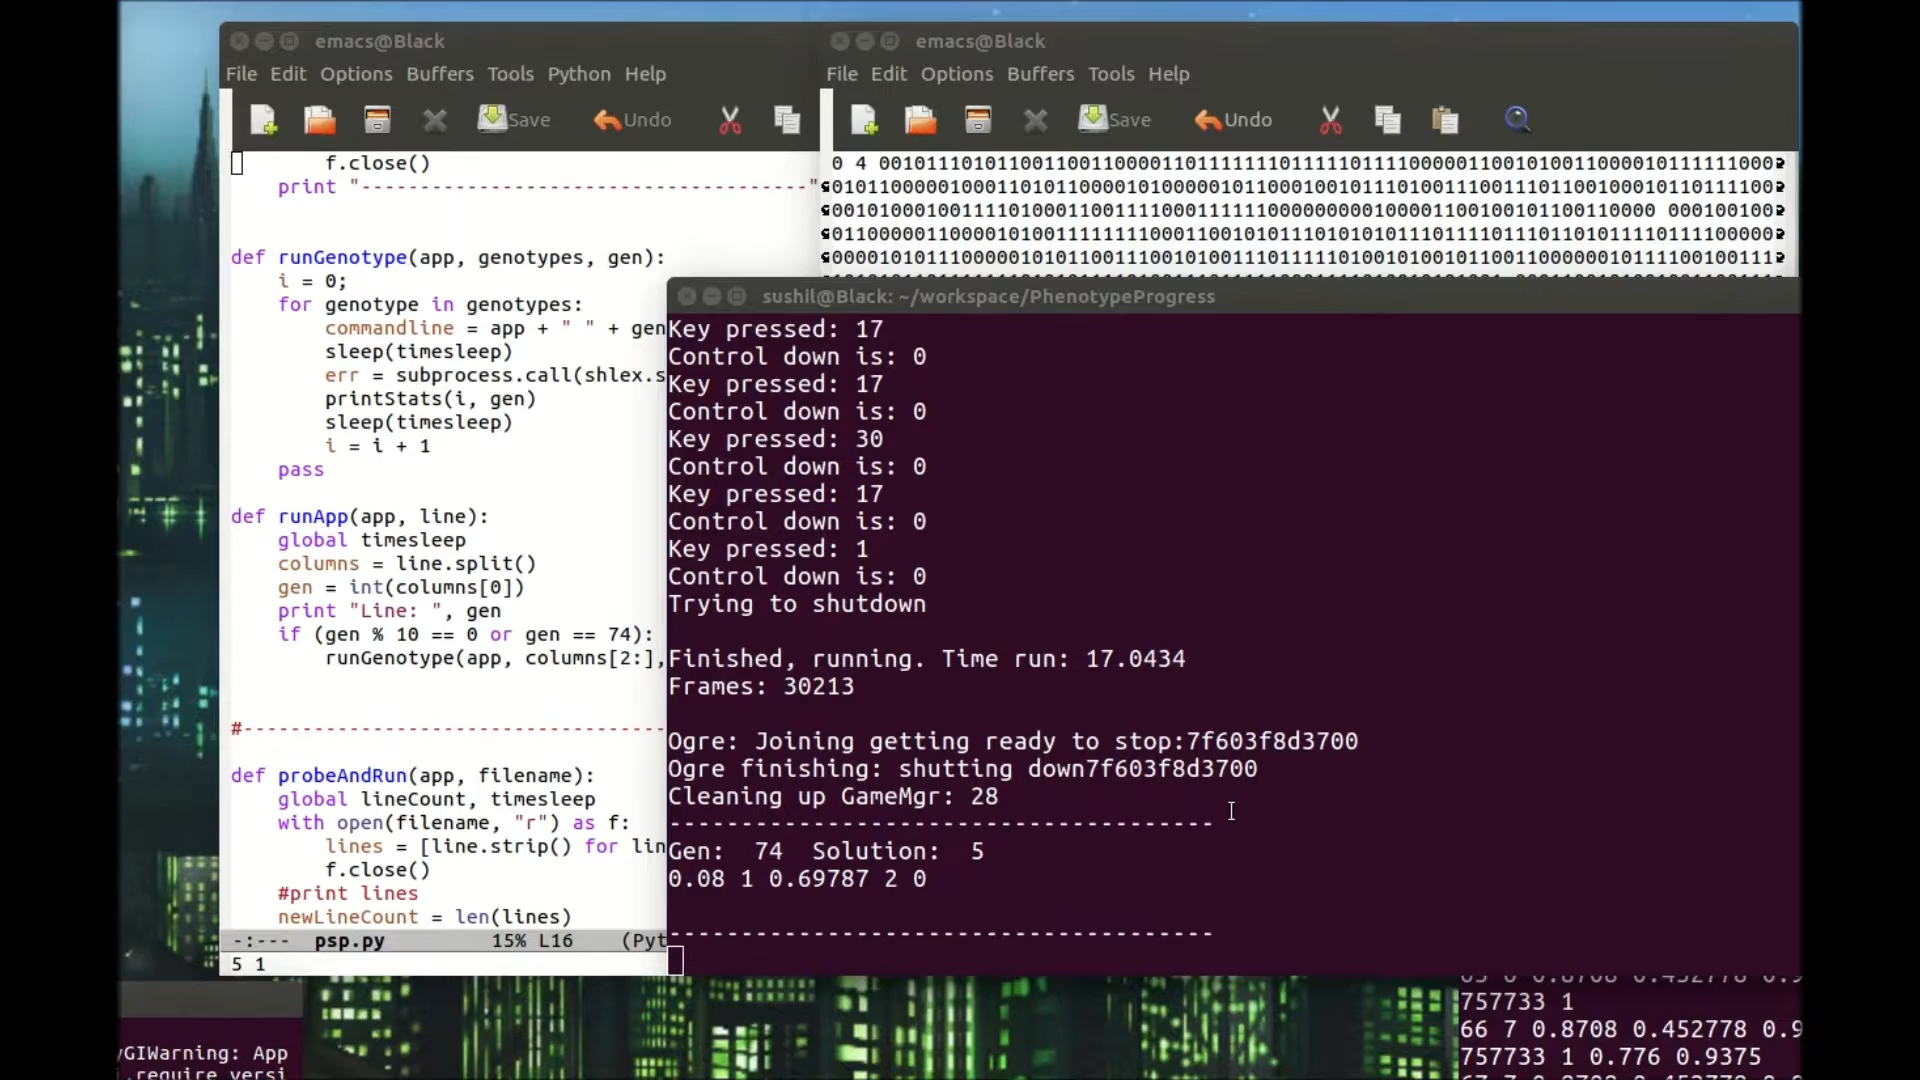 emacs@Black
File Edit Options Buffers Tools Python Help
Save Undo
f.close()
print "--------------------------------------"
def runGenotype(app, genotypes, gen):
i = 0;
for genotype in genotypes:
commandline = app + " " + gen
sleep(timesleep)
err = subprocess.call(shlex.s
printStats(i, gen)
sleep(timesleep)
i = i + 1
pass
def runApp(app, line):
global timesleep
columns = line.split()
gen = int(columns[0])
print "Line: ", gen
if (gen % 10 == 0 or gen == 74):
runGenotype(app, columns[2:],
#------------------------------------
def probeAndRun(app, filename):
global lineCount, timesleep
with open(filename, "r") as f:
lines = [line.strip() for lin
f.close()
#print lines
newLineCount = len(lines)
-:--- psp.py 15% L16 (Pyt
5 1
emacs@Black
File Edit Options Buffers Tools Help
Save Undo
sushil@Black: ~/workspace/PhenotypeProgress
Key pressed: 17
Control down is: 0
Key pressed: 17
Control down is: 0
Key pressed: 30
Control down is: 0
Key pressed: 17
Control down is: 0
Key pressed: 1
Control down is: 0
Trying to shutdown
Finished, running. Time run: 17.0434
Frames: 30213
Ogre: Joining getting ready to stop:7f603f8d3700
Ogre finishing: shutting down7f603f8d3700
Cleaning up GameMgr: 28
--------------------------------------
Gen: 74 Solution: 5
0.08 1 0.69787 2 0
--------------------------------------
757733 1
66 7 0.8708 0.452778 0.9
757733 1 0.776 0.9375
yGIWarning: App
.require_versi